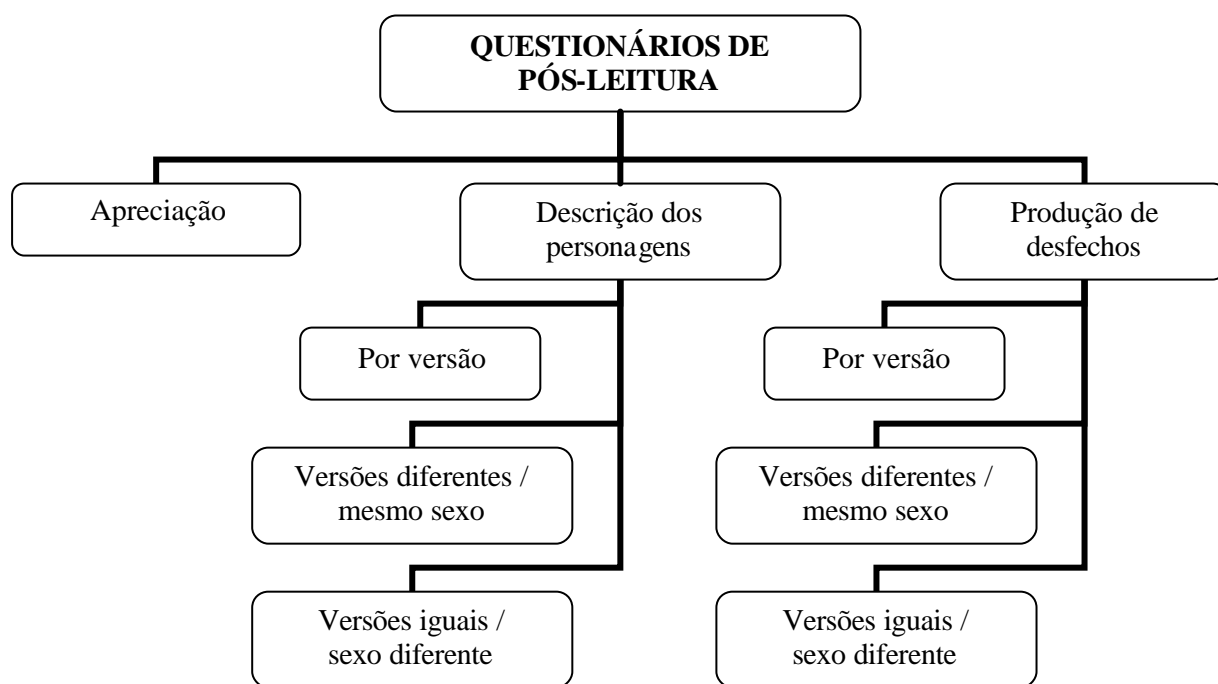 QUESTIONÁRIOS DE
PÓS-LEITURA
Apreciação
Descrição dos
personagens
Produção de
desfechos
Por versão
Por versão
Versões diferentes /
mesmo sexo
Versões diferentes /
mesmo sexo
Versões iguais /
sexo diferente
Versões iguais /
sexo diferente